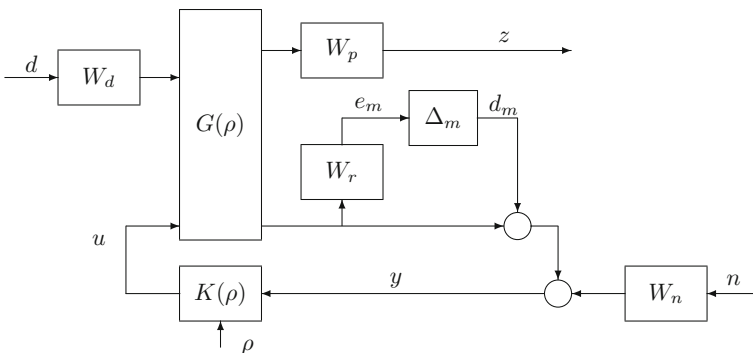 d
W_d
G(ρ)
W_p
z
e_m
Δ_m
d_m
W_r
u
K(ρ)
y
W_n
n
ρ